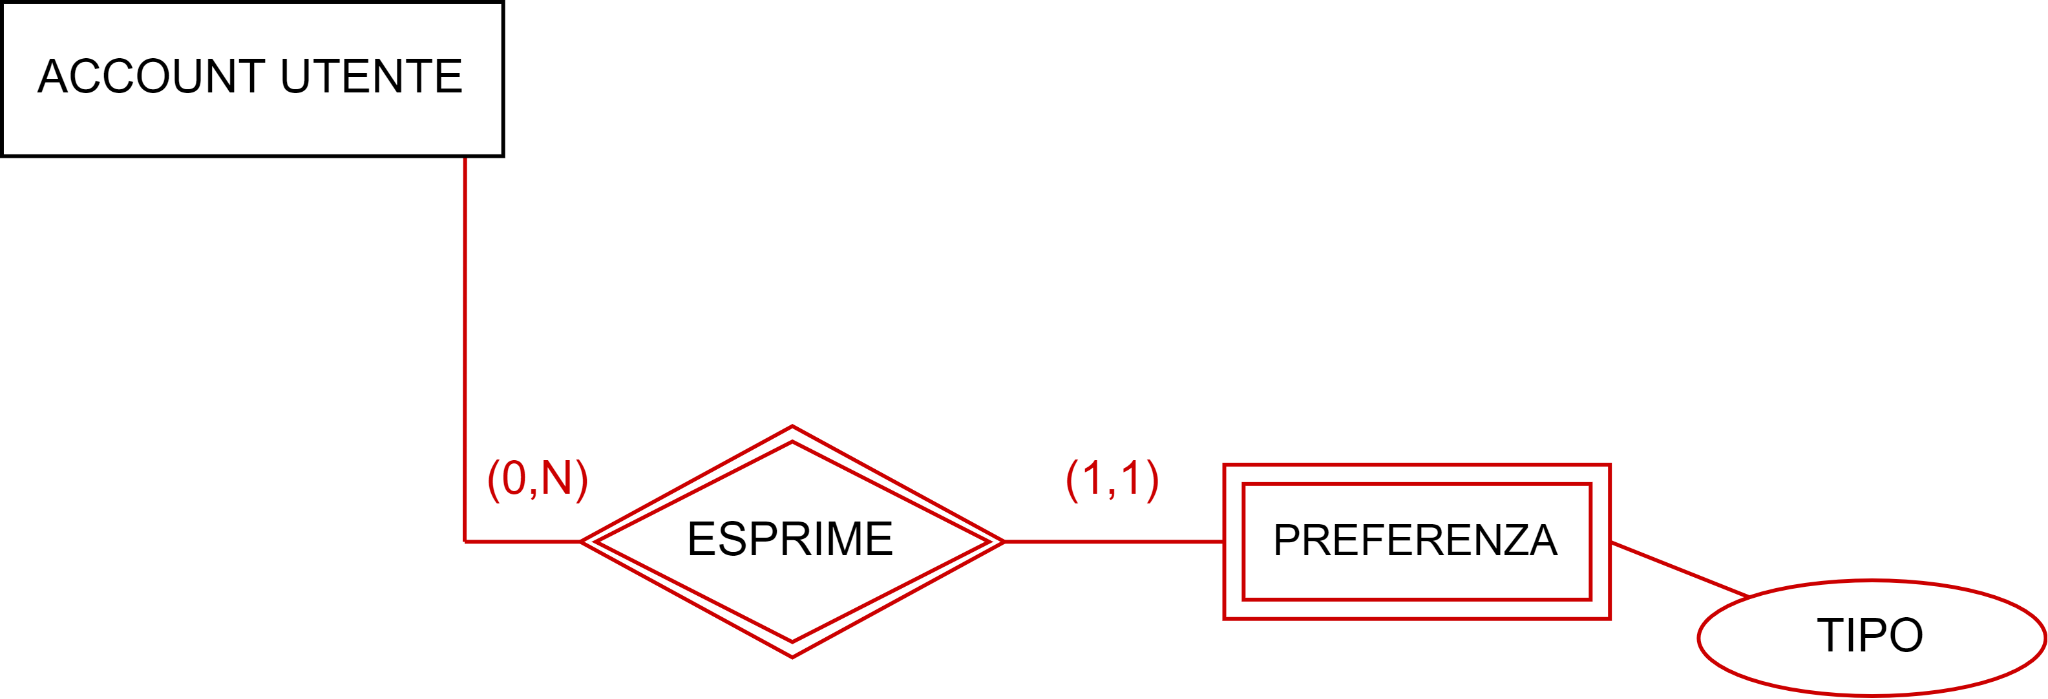 ACCOUNT UTENTE
(0,N)
(1,1)
ESPRIME
PREFERENZA
TIPO